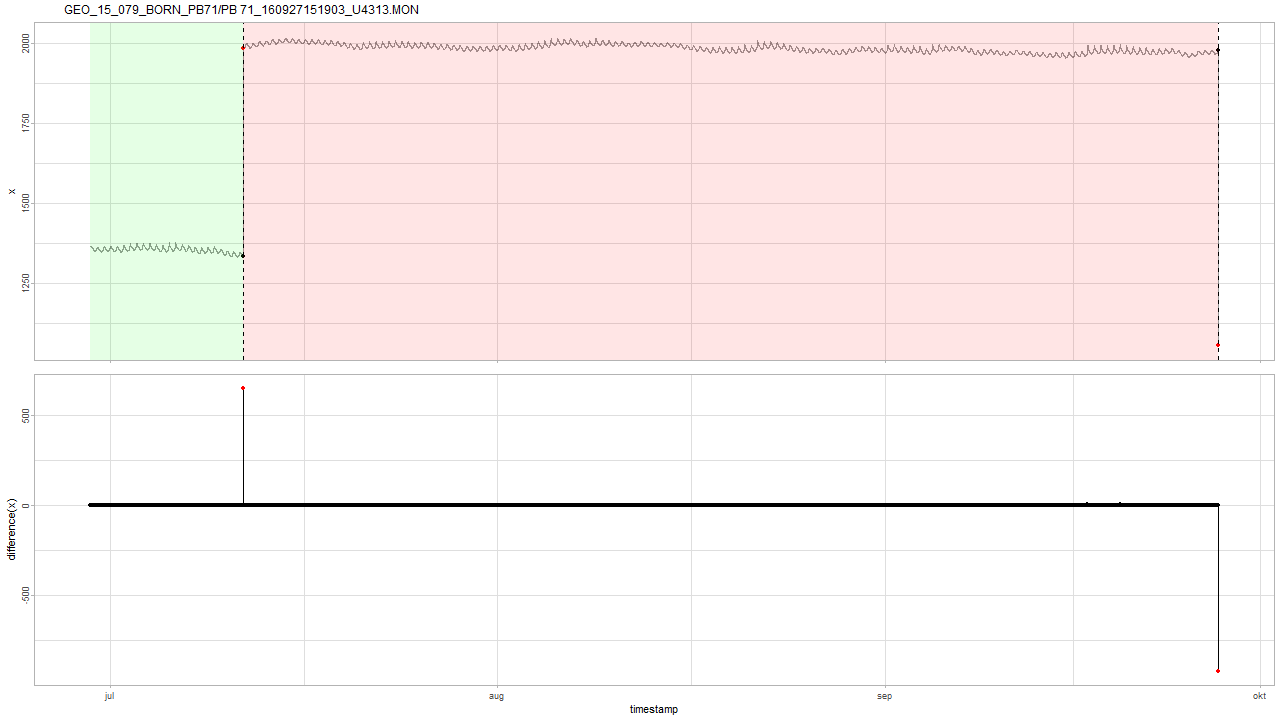 GEO_15_079_BORN_PB71/PB 71_160927151903_U4313.MON
2000
1750
x
1500
1250
500
0
difference(x)
-500
jul
aug
sep
okt
timestamp